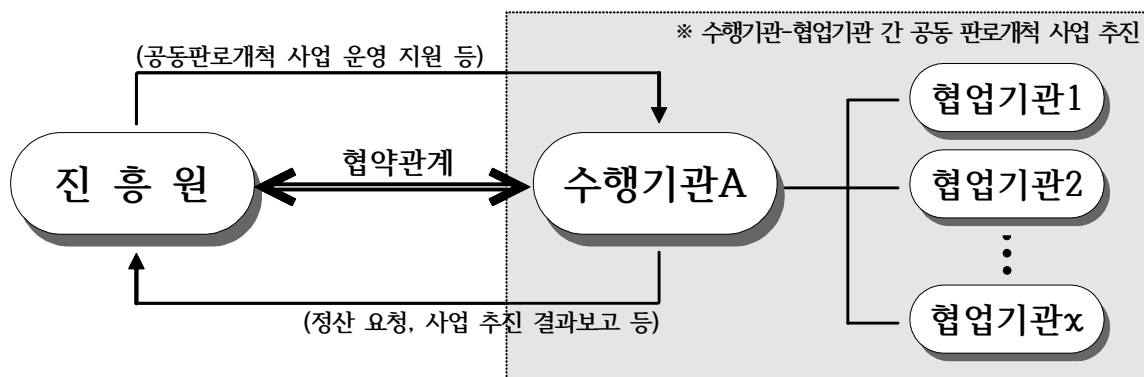 ※ 수행기관-협업기관 간 공동 판로개척 사업 추진
(공동판로개척 사업 운영 지원 등)
협업기관1
진 흥 원
협약관계
수행기관A
협업기관2
(정산 요청, 사업 추진 결과보고 등)
협업기관x